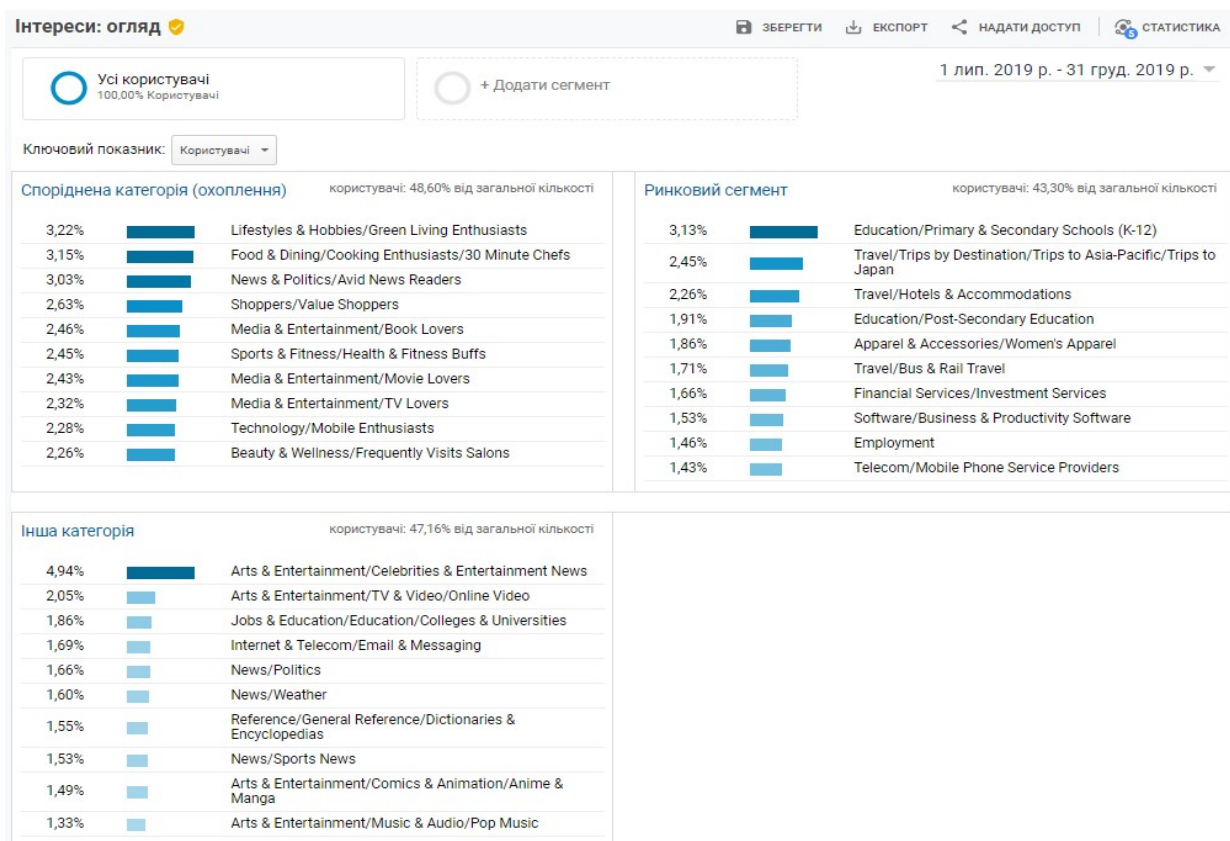 Інтереси: огляд
ЗБЕРЕГТИ ЕКСПОРТ НАДАТИ ДОСТУП 5 СТАТИСТИКА
Усі користувачі
100,00% Користувачі
+ Додати сегмент
1 лип. 2019 р. - 31 груд. 2019 р.
Ключовий показник: Користувачі
Споріднена категорія (охоплення) користувачі: 48,60% від загальної кількості
3,22% Lifestyles & Hobbies/Green Living Enthusiasts
3,15% Food & Dining/Cooking Enthusiasts/30 Minute Chefs
3,03% News & Politics/Avid News Readers
2,63% Shoppers/Value Shoppers
2,46% Media & Entertainment/Book Lovers
2,45% Sports & Fitness/Health & Fitness Buffs
2,43% Media & Entertainment/Movie Lovers
2,32% Media & Entertainment/TV Lovers
2,28% Technology/Mobile Enthusiasts
2,26% Beauty & Wellness/Frequently Visits Salons
Ринковий сегмент користувачі: 43,30% від загальної кількості
3,13% Education/Primary & Secondary Schools (K-12)
2,45% Travel/Trips by Destination/Trips to Asia-Pacific/Trips to
Japan
2,26% Travel/Hotels & Accommodations
1,91% Education/Post-Secondary Education
1,86% Apparel & Accessories/Women's Apparel
1,71% Travel/Bus & Rail Travel
1,66% Financial Services/Investment Services
1,53% Software/Business & Productivity Software
1,46% Employment
1,43% Telecom/Mobile Phone Service Providers
Інша категорія користувачі: 47,16% від загальної кількості
4,94% Arts & Entertainment/Celebrities & Entertainment News
2,05% Arts & Entertainment/TV & Video/Online Video
1,86% Jobs & Education/Education/Colleges & Universities
1,69% Internet & Telecom/Email & Messaging
1,66% News/Politics
1,60% News/Weather
1,55% Reference/General Reference/Dictionaries &
Encyclopedias
1,53% News/Sports News
1,49% Arts & Entertainment/Comics & Animation/Anime &
Manga
1,33% Arts & Entertainment/Music & Audio/Pop Music